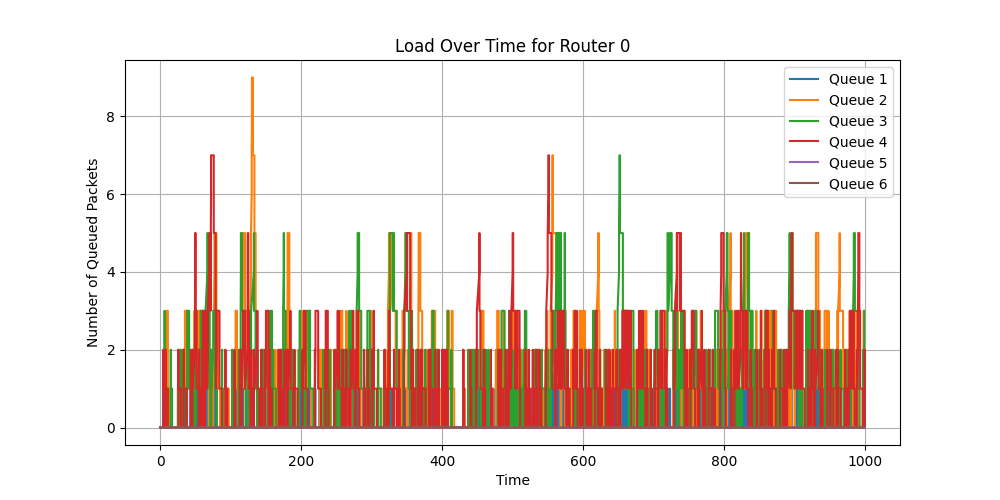 Load Over Time for Router 0
Number of Queued Packets
8
6
4
2
0
0 200 400 600 800 1000
Time
Queue 1
Queue 2
Queue 3
Queue 4
Queue 5
Queue 6